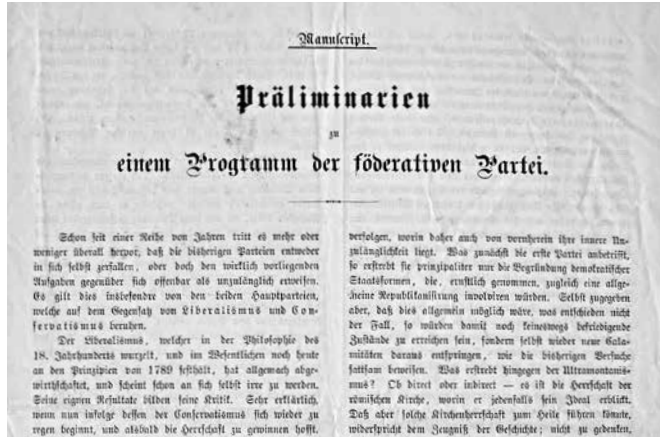 Manuscript.
Präliminarien
zu
einem Programm der föderativen Partei.
Schon seit einer Reihe von Jahren tritt es mehr oder
weniger überall hervor, daß die bisherigen Parteien entweder
in sich selbst zerfallen, oder doch den wirklich vorliegenden
Aufgaben gegenüber sich offenbar als unzulänglich erweisen.
Es gilt dies insbesondre von den beiden Hauptparteien,
welche auf dem Gegensatz von Liberalismus und Con-
servatismus beruhen.
Der Liberalismus, welcher in der Philosophie des
18. Jahrhunderts wurzelt, und im Wesentlichen noch heute
an den Prinzipien von 1789 festhält, hat allgemach abge-
wirthschaftet, und scheint schon an sich selbst irre zu werden.
Seine eignen Resultate bilden seine Kritik. Sehr erklärlich,
wenn nun infolge dessen der Conservatismus sich wieder zu
regen beginnt, und alsbald die Herrschaft zu gewinnen hofft.
verfolgen, worin daher auch von vornherein ihre innere Un-
zulänglichkeit liegt. Was zunächst die erste Partei anbetrifft,
so erstrebt sie prinzipaliter nur die Begründung demokratischer
Staatsformen, die, ernstlich genommen, zugleich eine allge-
meine Republikanisirung involviren würden. Selbst zugegeben
aber, daß dies allgemein möglich wäre, was entschieden nicht
der Fall, so würden damit noch keineswegs befriedigende
Zustände zu erreichen sein, sondern selbst wieder neue Cala-
mitäten daraus entspringen, wie die bisherigen Versuche
sattsam beweisen. Was erstrebt hingegen der Ultramontanis-
mus? Ob direct oder indirect — es ist die Herrschaft der
römischen Kirche, worin er jedenfalls sein Ideal erblickt.
Daß aber solche Kirchenherrschaft zum Heile führen könnte,
widerspricht dem Zeugniß der Geschichte; nicht zu gedenken,